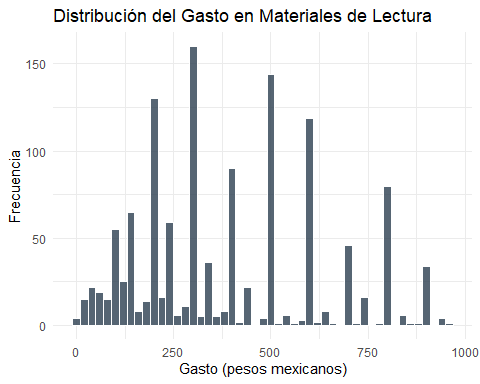 Distribución del Gasto en Materiales de Lectura
150
100
50
0
Frecuencia
0 250 500 750 1000
Gasto (pesos mexicanos)